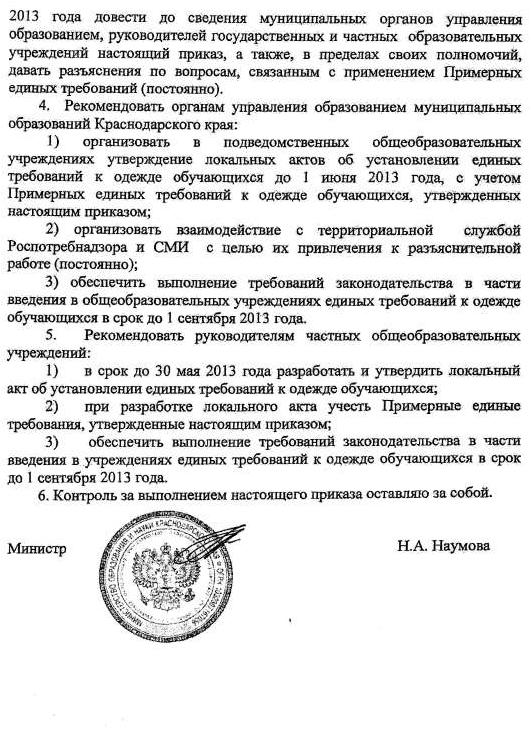 2013 года довести до сведения муниципальных органов управления
образованием, руководителей государственных и частных образовательных
учреждений настоящий приказ, а также, в пределах своих полномочий,
давать разъяснения по вопросам, связанным с применением Примерных
единых требований (постоянно).
4. Рекомендовать органам управления образованием муниципальных
образований Краснодарского края:
1) организовать в подведомственных общеобразовательных
учреждениях утверждение локальных актов об установлении единых
требований к одежде обучающихся до 1 июня 2013 года, с учетом
Примерных единых требований к одежде обучающихся, утвержденных
настоящим приказом;
2) организовать взаимодействие с территориальной службой
Роспотребнадзора и СМИ с целью их привлечения к разъяснительной
работе (постоянно);
3) обеспечить выполнение требований законодательства в части
введения в общеобразовательных учреждениях единых требований к одежде
обучающихся в срок до 1 сентября 2013 года.
5. Рекомендовать руководителям частных общеобразовательных
учреждений:
1) в срок до 30 мая 2013 года разработать и утвердить локальный
акт об установлении единых требований к одежде обучающихся;
2) при разработке локального акта учесть Примерные единые
требования, утвержденные настоящим приказом;
3) обеспечить выполнение требований законодательства в части
введения в учреждениях единых требований к одежде обучающихся в срок
до 1 сентября 2013 года.
6. Контроль за выполнением настоящего приказа оставляю за собой.
Министр
Н.А. Наумова
МИНИСТЕРСТВО ОБРАЗОВАНИЯ И НАУКИ